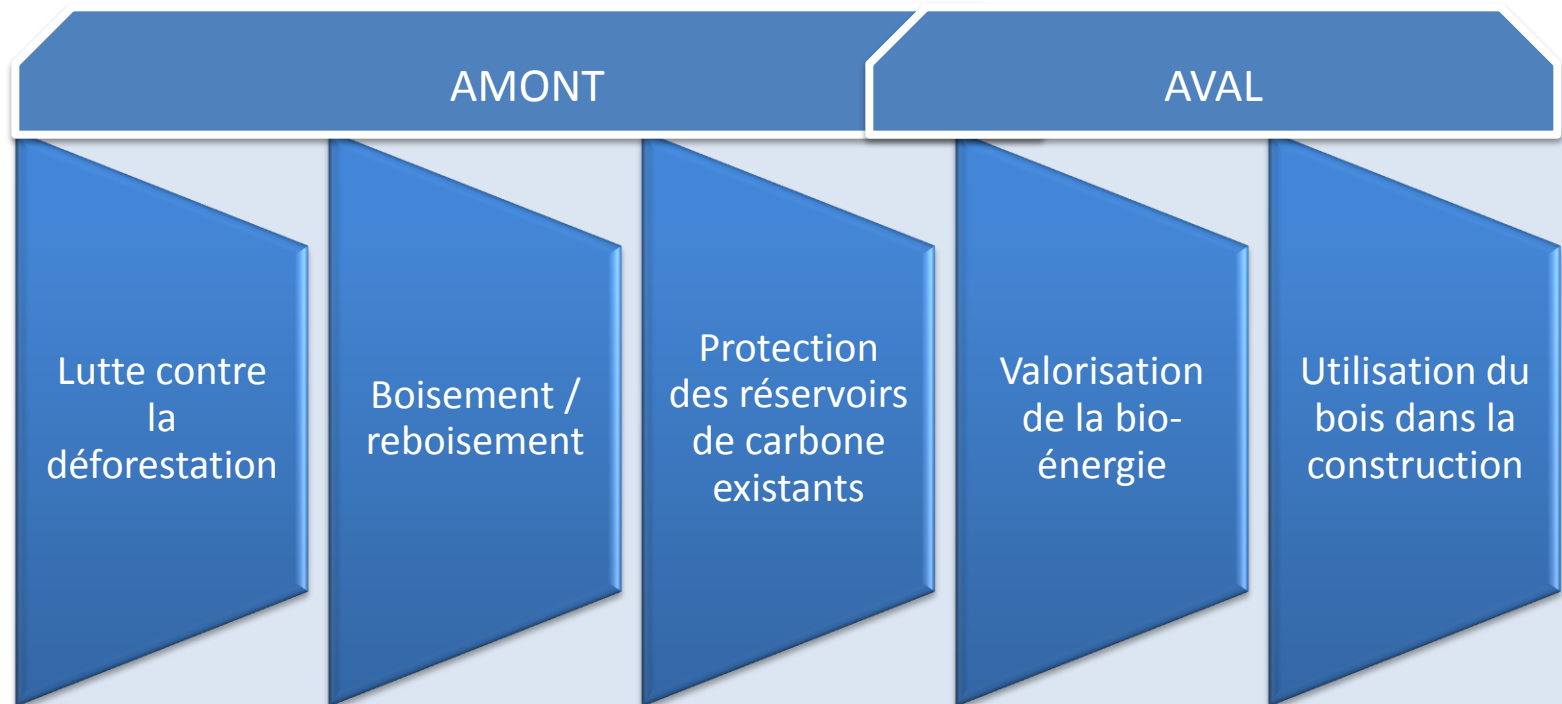 AMONT
AVAL
Lutte contre
la
déforestation
Boisement /
reboisement
Protection
des réservoirs
de carbone
existants
Valorisation
de la bio-
énergie
Utilisation du
bois dans la
construction